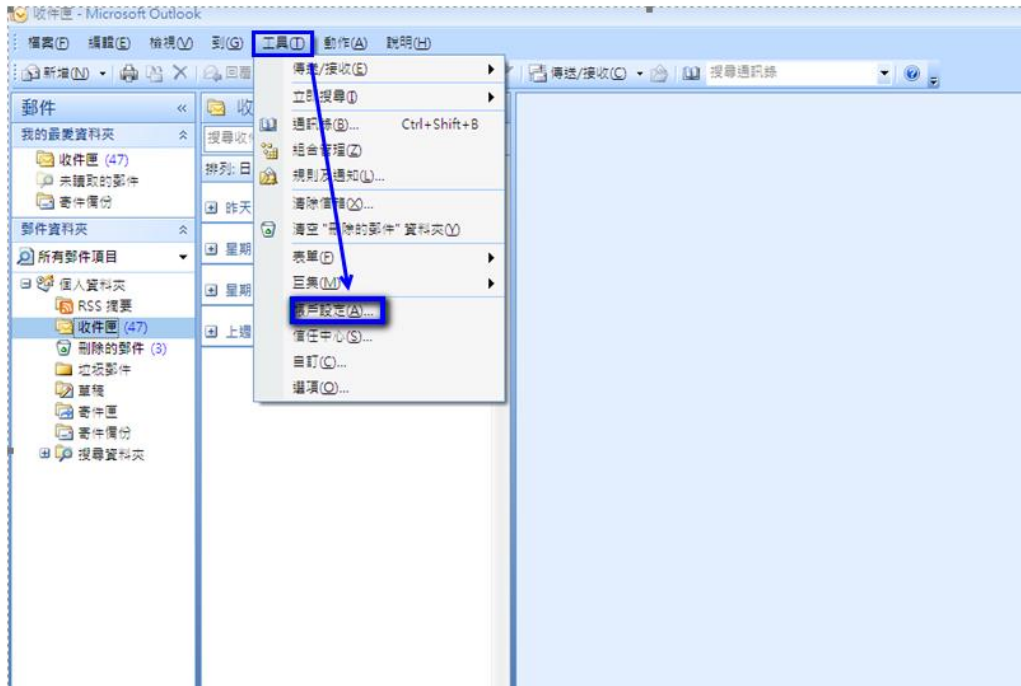 收件匣 - Microsoft Outlook
檔案(F) 編輯(E) 檢視(V) 到(G) 工具(T) 動作(A) 說明(H)
新增(N) 回覆 傳送/接收(C) 搜尋通訊錄
郵件 «
我的最愛資料夾
收件匣 (47)
未讀取的郵件
寄件備份
郵件資料夾
所有郵件項目
個人資料夾
RSS 摘要
收件匣 (47)
刪除的郵件 (3)
垃圾郵件
草稿
寄件匣
寄件備份
搜尋資料夾
收
搜尋收
排列: 日
昨天
星期
星期
上週
傳送/接收(E)
立即搜尋(I)
通訊錄(B)... Ctrl+Shift+B
組合管理(Z)
規則及通知(L)...
清除信箱(X)...
清空 "刪除的郵件" 資料夾(Y)
表單(F)
巨集(M)
帳戶設定(A)...
信任中心(S)...
自訂(C)...
選項(O)...